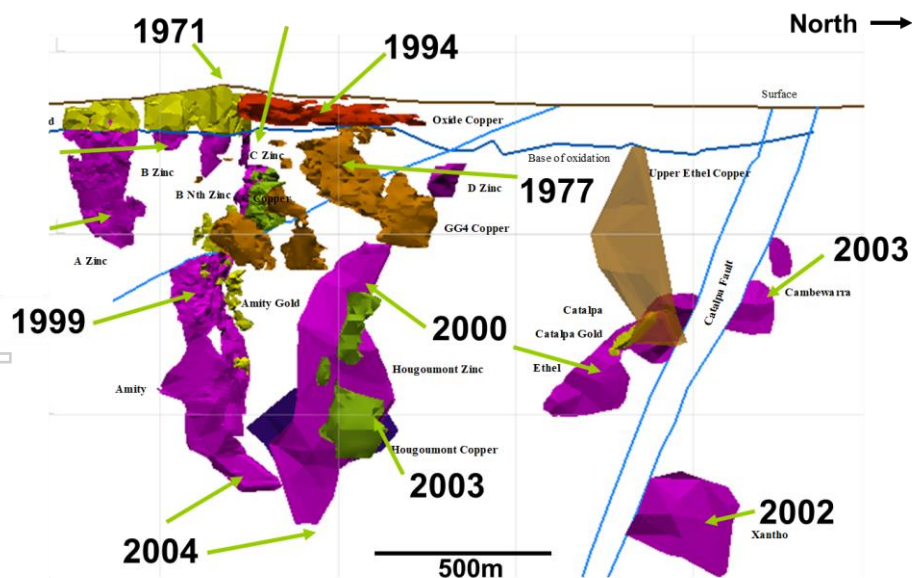 North
1971
1994
Surface
Oxide Copper
d
C Zinc
Base of oxidation
B Zinc
Upper Ethel Copper
D Zinc
1977
B Nth Zinc
Copper
GG4 Copper
2003
A Zinc
Cambewarra
Catalpa Fault
Amity Gold
Catalpa
1999
2000
Catalpa Gold
Hougoumont Zinc
Ethel
Amity
Hougoumont Copper
2003
2002
Xantho
2004
500m